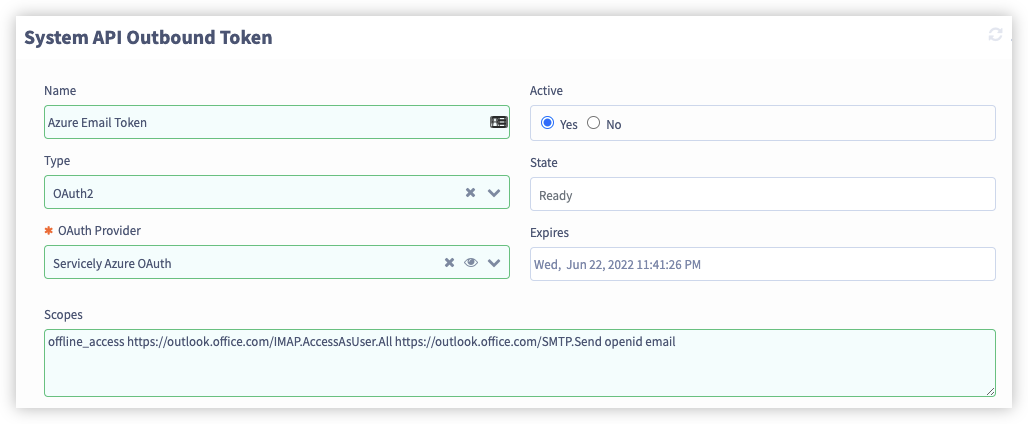 System API Outbound Token
Name
Azure Email Token
Active
Yes No
Type
OAuth2
State
Ready
✱ OAuth Provider
Servicely Azure OAuth
Expires
Wed, Jun 22, 2022 11:41:26 PM
Scopes
offline_access https://outlook.office.com/IMAP.AccessAsUser.All https://outlook.office.com/SMTP.Send openid email